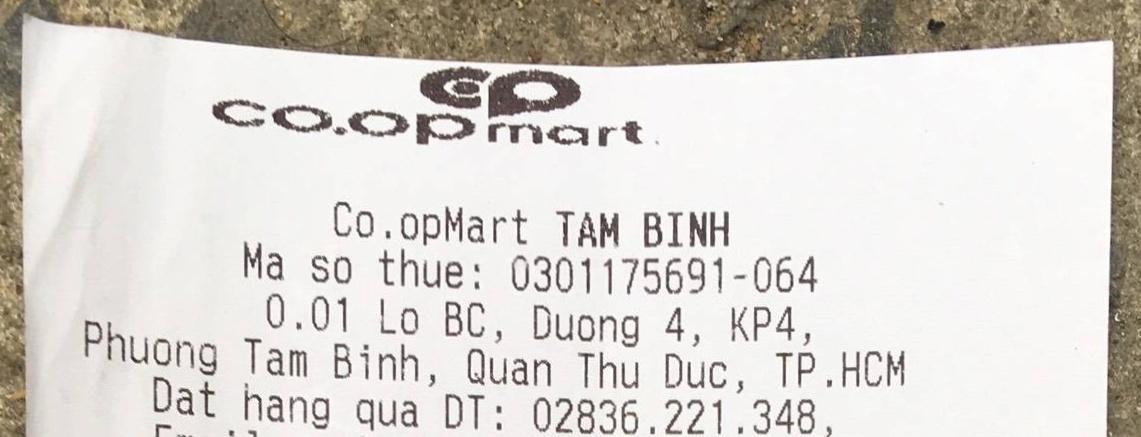 co.opmart
Co.opMart TAM BINH
Ma so thue: 0301175691-064
0.01 Lo BC, Duong 4, KP4,
Phuong Tam Binh, Quan Thu Duc, TP.HCM
Dat hang qua DT: 02836.221.348,